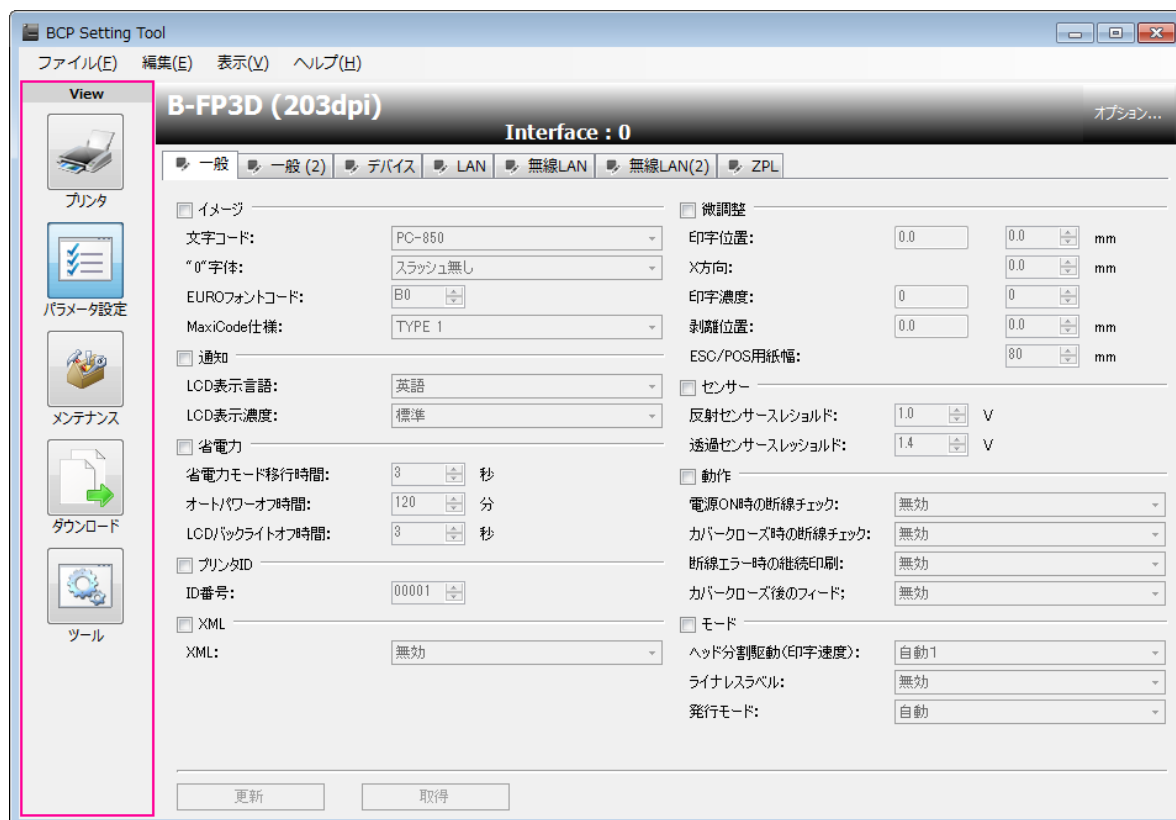 BCP Setting Tool
ファイル(F) 編集(E) 表示(V) ヘルプ(H)
View
プリンタ
パラメータ設定
メンテナンス
ダウンロード
ツール
B-FP3D (203dpi)
Interface : 0
オプション...
一般 一般 (2) デバイス LAN 無線LAN 無線LAN(2) ZPL
イメージ
文字コード: PC-850
"0"字体: スラッシュ無し
EUROフォントコード: B0
MaxiCode仕様: TYPE 1
通知
LCD表示言語: 英語
LCD表示濃度: 標準
省電力
省電力モード移行時間: 3 秒
オートパワーオフ時間: 120 分
LCDバックライトオフ時間: 3 秒
プリンタID
ID番号: 00001
XML
XML: 無効
微調整
印字位置: 0.0 0.0 mm
X方向: 0.0 mm
印字濃度: 0 0
剥離位置: 0.0 0.0 mm
ESC/POS用紙幅: 80 mm
センサー
反射センサースレショルド: 1.0 V
透過センサースレッショルド: 1.4 V
動作
電源ON時の断線チェック: 無効
カバークローズ時の断線チェック: 無効
断線エラー時の継続印刷: 無効
カバークローズ後のフィード; 無効
モード
ヘッド分割駆動(印字速度): 自動1
ライナレスラベル: 無効
発行モード: 自動
更新 取得